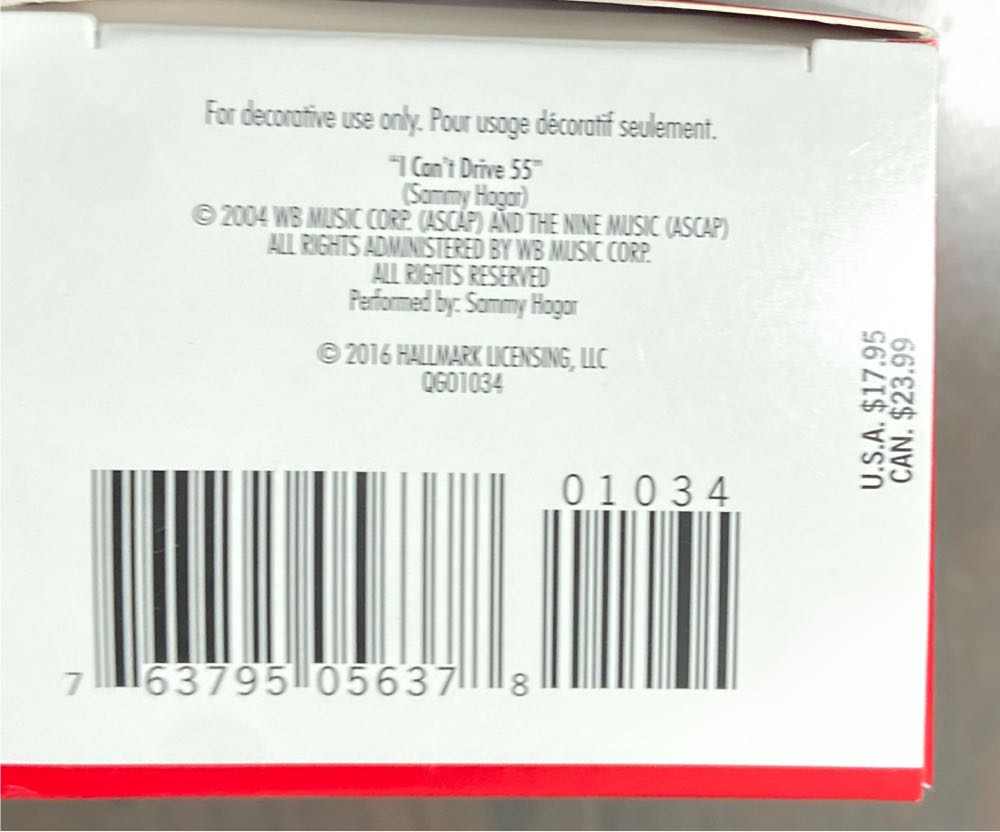 For decorative use only. Pour usage décoratif seulement.
"I Can't Drive 55"
(Sammy Hagar)
© 2004 WB MUSIC CORP. (ASCAP) AND THE NINE MUSIC (ASCAP)
ALL RIGHTS ADMINISTERED BY WB MUSIC CORP.
ALL RIGHTS RESERVED
Performed by: Sammy Hagar
© 2016 HALLMARK LICENSING, LLC
QGO1034
U.S.A. $17.95
CAN. $23.99
01034
7 63795 05637 8